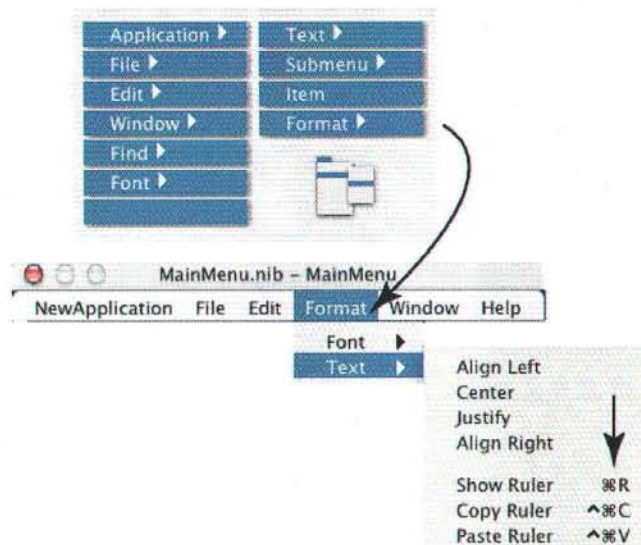 Application ▶ Text ▶
File ▶ Submenu ▶
Edit ▶ Item
Window ▶ Format ▶
Find ▶
Font ▶
MainMenu.nib – MainMenu
NewApplication File Edit Format Window Help
Font ▶
Text ▶
Align Left
Center
Justify
Align Right
Show Ruler ⌘R
Copy Ruler ^⌘C
Paste Ruler ^⌘V